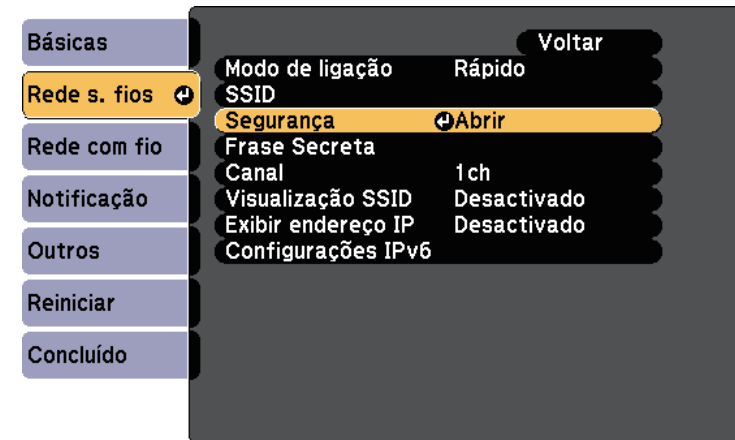 Básicas
Rede s. fios
Rede com fio
Notificação
Outros
Reiniciar
Concluído
Voltar
Modo de ligação Rápido
SSID
Segurança Abrir
Frase Secreta
Canal 1ch
Visualização SSID Desactivado
Exibir endereço IP Desactivado
Configurações IPv6